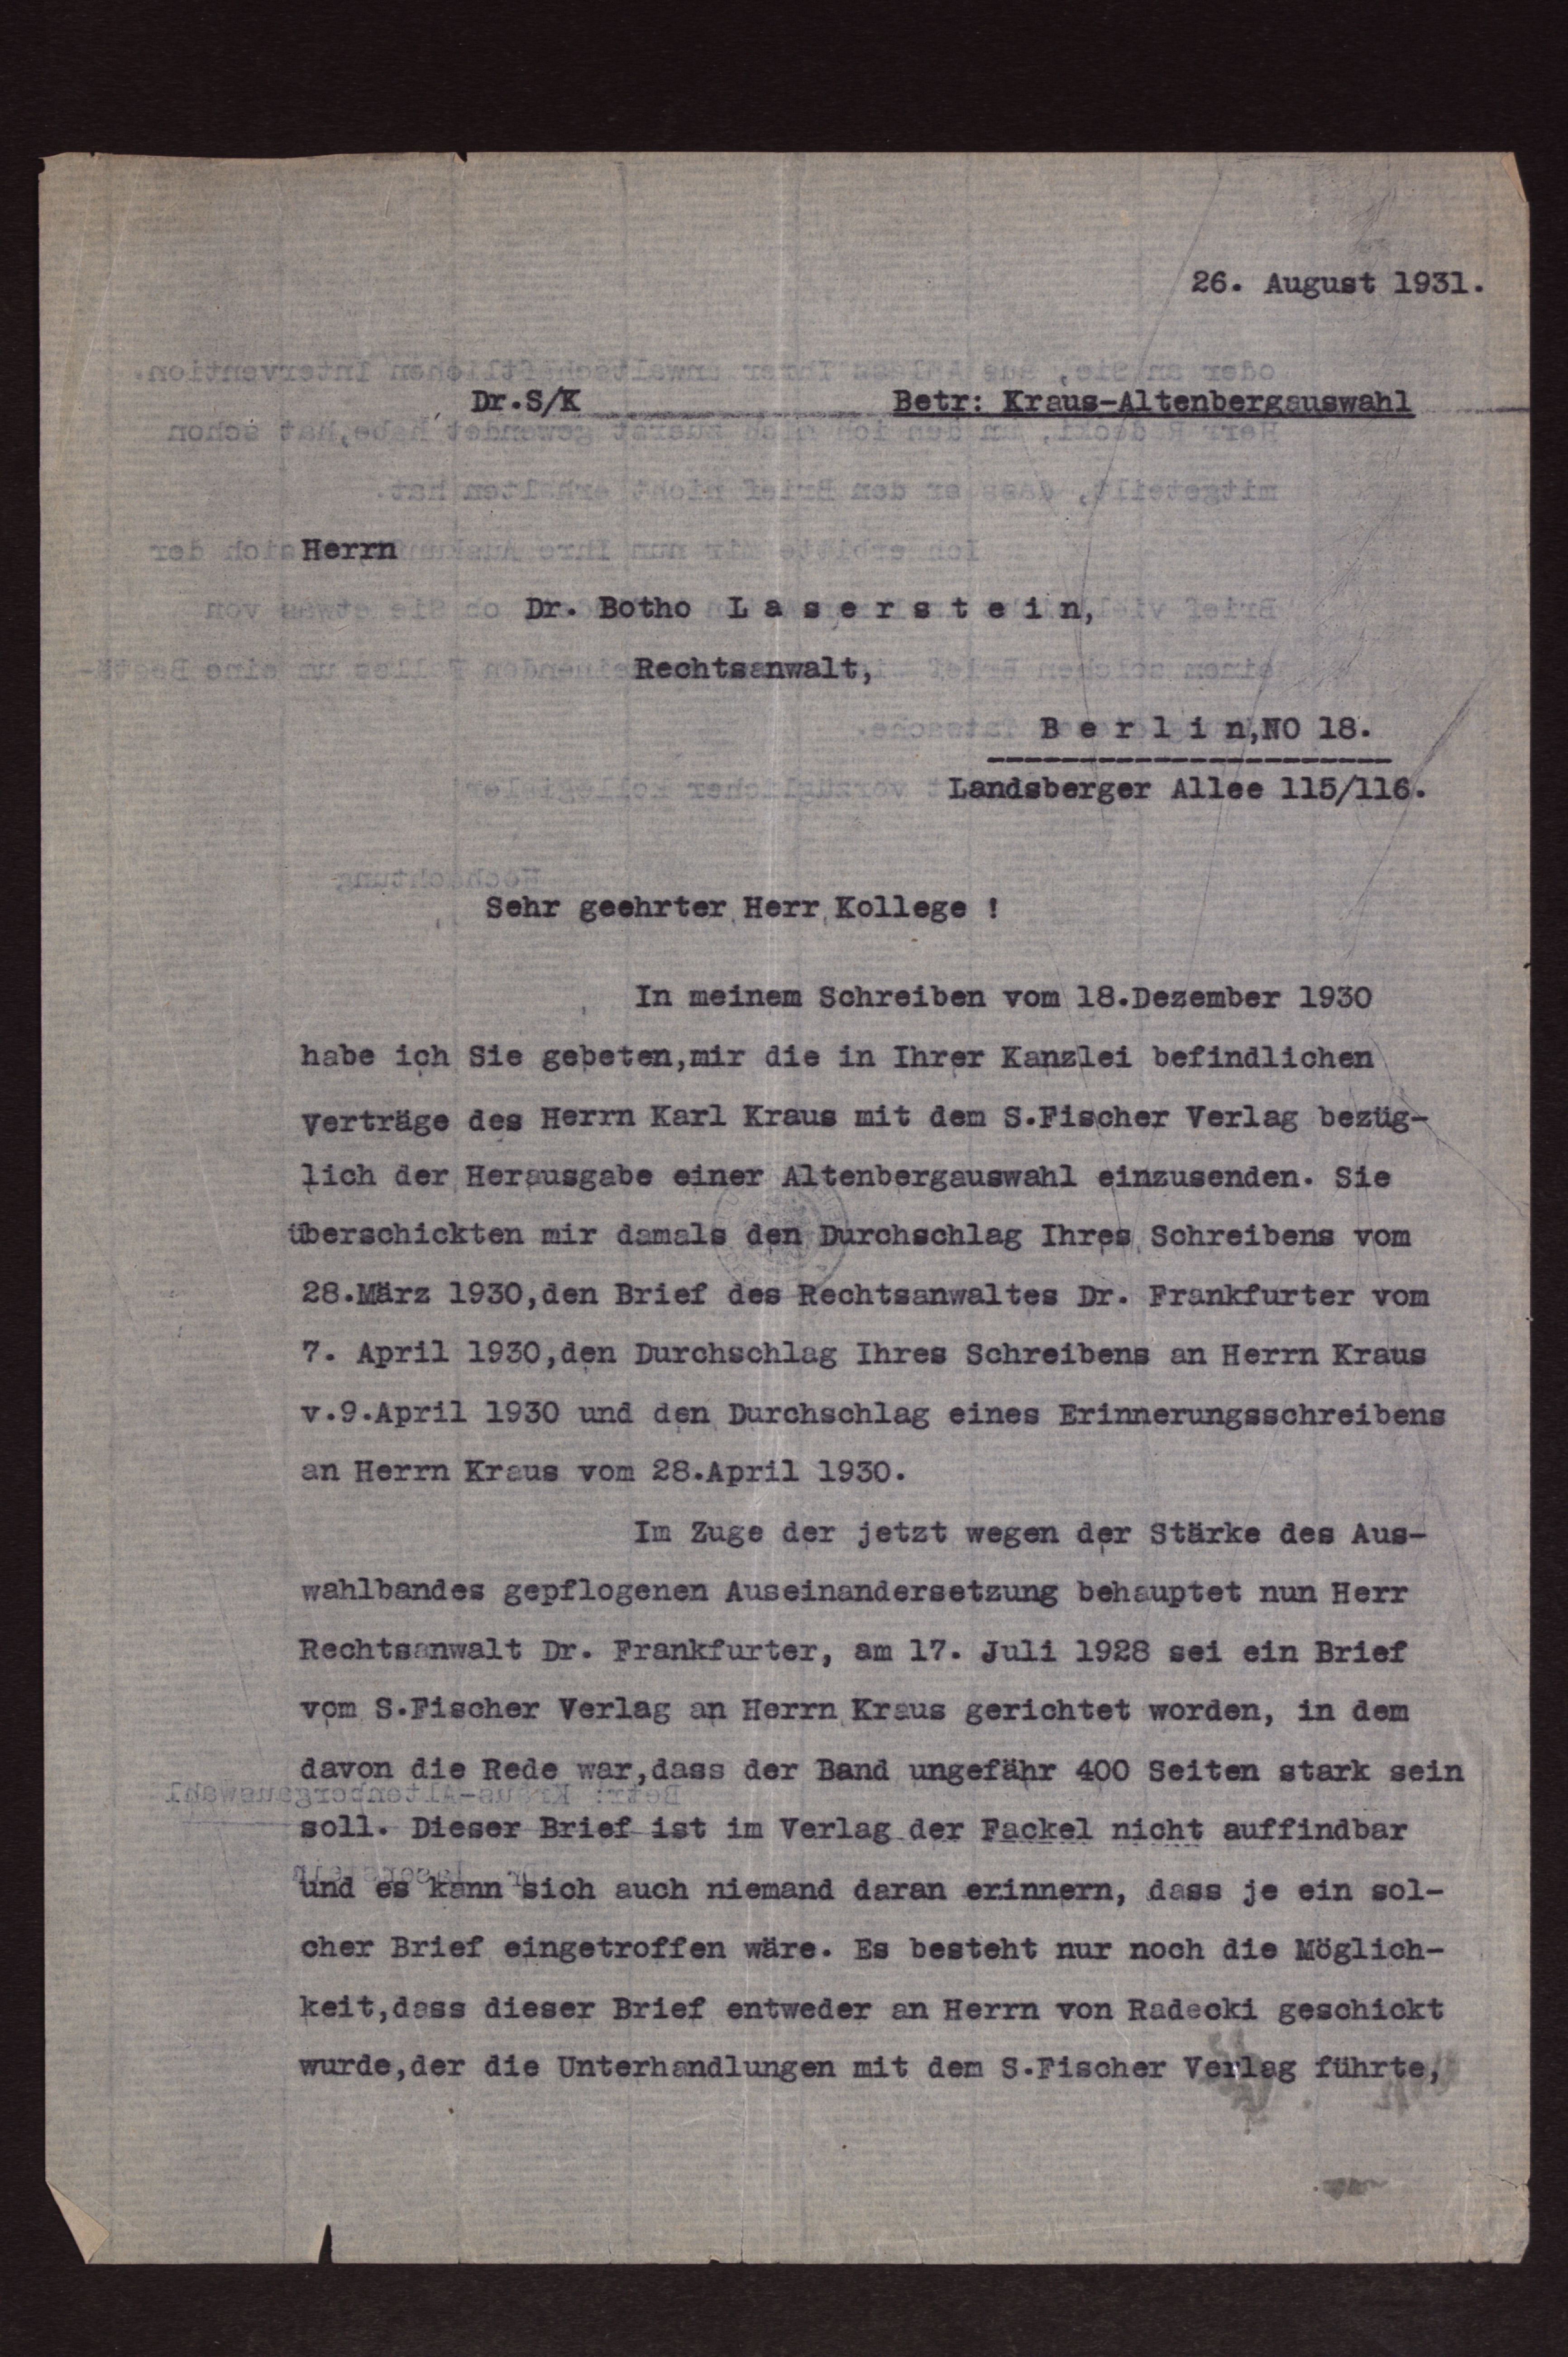 26. August 1931.
Dr.S/K Betr: Kraus-Altenbergauswahl
Herrn
Dr. Botho L a s e r s t e i n,
Rechtsanwalt,
B e r l i n,NO 18.
Landsberger Allee 115/116.
Sehr geehrter Herr Kollege !
In meinem Schreiben vom 18.Dezember 1930
habe ich Sie gebeten,mir die in Ihrer Kanzlei befindlichen
Verträge des Herrn Karl Kraus mit dem S.Fischer Verlag bezüg-
lich der Herausgabe einer Altenbergauswahl einzusenden. Sie
überschickten mir damals den Durchschlag Ihres Schreibens vom
28.März 1930,den Brief des Rechtsanwaltes Dr. Frankfurter vom
7. April 1930,den Durchschlag Ihres Schreibens an Herrn Kraus
v.9.April 1930 und den Durchschlag eines Erinnerungsschreibens
an Herrn Kraus vom 28.April 1930.
Im Zuge der jetzt wegen der Stärke des Aus-
wahlbandes gepflogenen Auseinandersetzung behauptet nun Herr
Rechtsanwalt Dr. Frankfurter, am 17. Juli 1928 sei ein Brief
vom S.Fischer Verlag an Herrn Kraus gerichtet worden, in dem
davon die Rede war,dass der Band ungefähr 400 Seiten stark sein
soll. Dieser Brief ist im Verlag der Fackel nicht auffindbar
und es kann sich auch niemand daran erinnern, dass je ein sol-
cher Brief eingetroffen wäre. Es besteht nur noch die Möglich-
keit,dass dieser Brief entweder an Herrn von Radecki geschickt
wurde,der die Unterhandlungen mit dem S.Fischer Verlag führte,